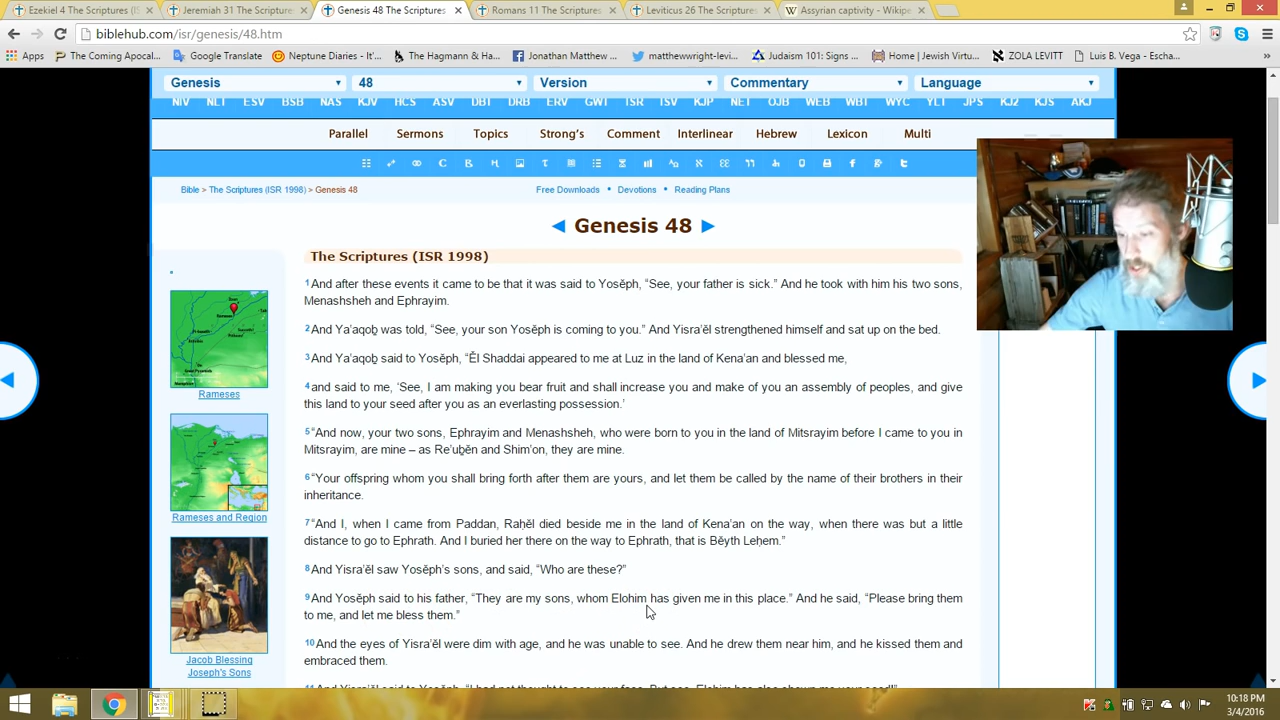 Ezekiel 4 The Scriptures (IS
Jeremiah 31 The Scriptures
Genesis 48 The Scriptures
Romans 11 The Scriptures
Leviticus 26 The Scriptures
Assyrian captivity - Wikipe
biblehub.com/isr/genesis/48.htm
Apps
The Coming Apocal...
Google Translate
Neptune Diaries - It'...
The Hagmann & Ha...
Jonathan Matthew ...
matthewwright-levi...
Judaism 101: Signs ...
Home | Jewish Virtu...
ZOLA LEVITT
Luis B. Vega - Escha...
Genesis
48
Version
Commentary
Language
NIV NLT ESV BSB NAS KJV HCS ASV DBT DRB ERV GWT ISR ISV KJP NET OJB WEB WBT WYC YLT JPS KJ2 KJS AKJ
Parallel Sermons Topics Strong's Comment Interlinear Hebrew Lexicon Multi
Bible > The Scriptures (ISR 1998) > Genesis 48
Free Downloads • Devotions • Reading Plans
◄ Genesis 48 ►
The Scriptures (ISR 1998)
1And after these events it came to be that it was said to Yosĕph, “See, your father is sick.” And he took with him his two sons,
Menashsheh and Ephrayim.
2And Ya‛aqoḇ was told, “See, your son Yosĕph is coming to you.” And Yisra’ĕl strengthened himself and sat up on the bed.
3And Ya‛aqoḇ said to Yosĕph, “Ĕl Shaddai appeared to me at Luz in the land of Kena‛an and blessed me,
4and said to me, ‘See, I am making you bear fruit and shall increase you and make of you an assembly of peoples, and give
this land to your seed after you as an everlasting possession.’
5“And now, your two sons, Ephrayim and Menashsheh, who were born to you in the land of Mitsrayim before I came to you in
Mitsrayim, are mine – as Re’uḇĕn and Shim‛on, they are mine.
6“Your offspring whom you shall bring forth after them are yours, and let them be called by the name of their brothers in their
inheritance.
7“And I, when I came from Paddan, Raḥĕl died beside me in the land of Kena‛an on the way, when there was but a little
distance to go to Ephrath. And I buried her there on the way to Ephrath, that is Bĕyth Leḥem.”
8And Yisra’ĕl saw Yosĕph’s sons, and said, “Who are these?”
9And Yosĕph said to his father, “They are my sons, whom Elohim has given me in this place.” And he said, “Please bring them
to me, and let me bless them.”
10And the eyes of Yisra’ĕl were dim with age, and he was unable to see. And he drew them near him, and he kissed them and
embraced them.
Rameses
Rameses and Region
Jacob Blessing
Joseph's Sons
10:18 PM
3/4/2016